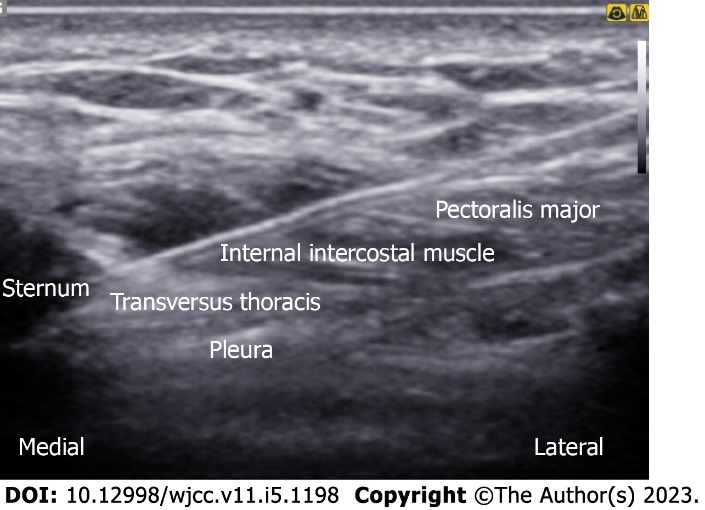 Pectoralis major
Internal intercostal muscle
Sternum
Transversus thoracis
Pleura
Medial Lateral
DOI: 10.12998/wjcc.v11.i5.1198 Copyright ©The Author(s) 2023.